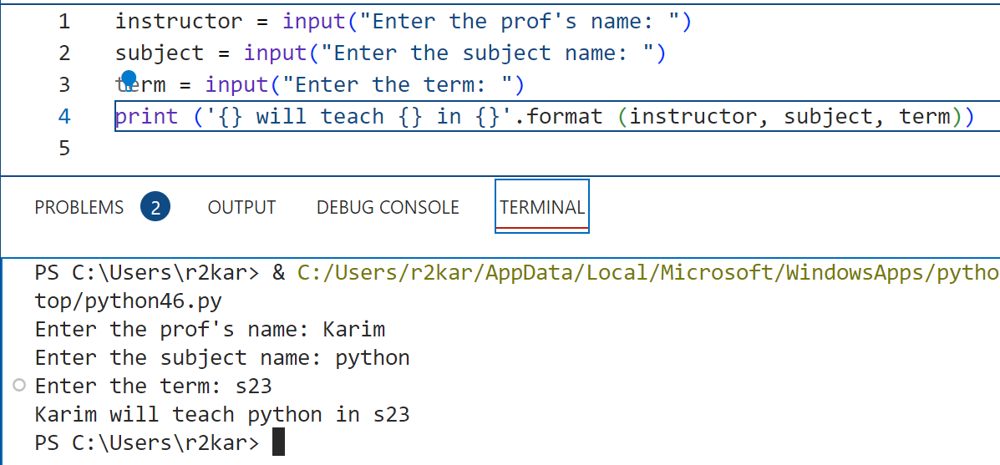 1 instructor = input("Enter the prof's name: ")
2 subject = input("Enter the subject name: ")
3 term = input("Enter the term: ")
4 print ('{} will teach {} in {}'.format (instructor, subject, term))
5
PROBLEMS 2 OUTPUT DEBUG CONSOLE TERMINAL
PS C:\Users\r2kar> & C:/Users/r2kar/AppData/Local/Microsoft/WindowsApps/pytho
top/python46.py
Enter the prof's name: Karim
Enter the subject name: python
Enter the term: s23
Karim will teach python in s23
PS C:\Users\r2kar>